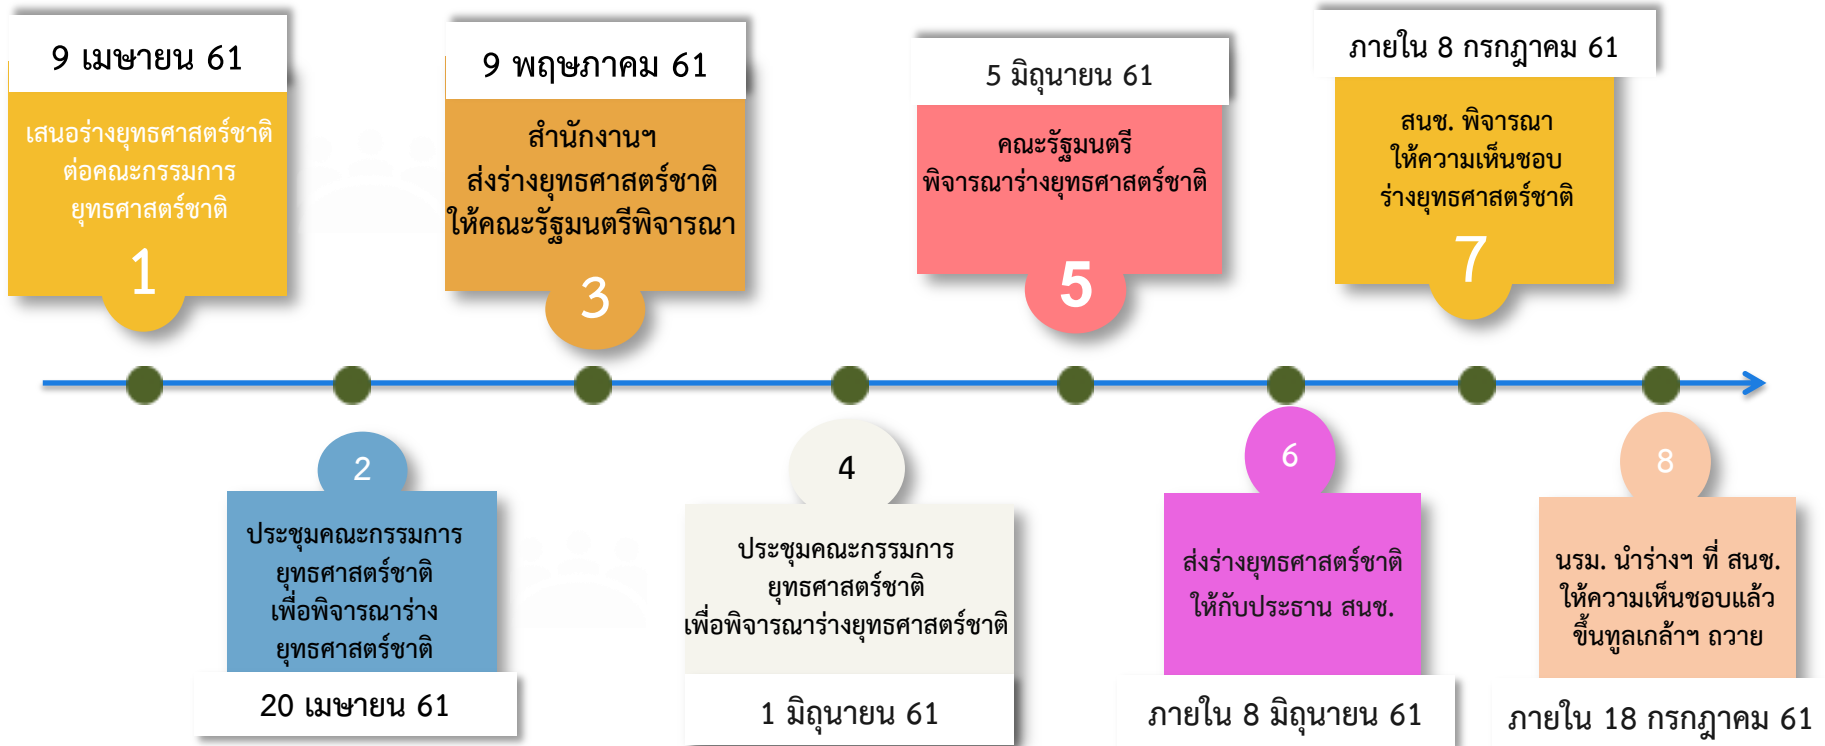 9 เมษายน 61
เสนอร่างยุทธศาสตร์ชาติ
ต่อคณะกรรมการ
ยุทธศาสตร์ชาติ
1
2
ประชุมคณะกรรมการ
ยุทธศาสตร์ชาติ
เพื่อพิจารณาร่าง
ยุทธศาสตร์ชาติ
20 เมษายน 61
9 พฤษภาคม 61
สำนักงานฯ
ส่งร่างยุทธศาสตร์ชาติ
ให้คณะรัฐมนตรีพิจารณา
3
4
ประชุมคณะกรรมการ
ยุทธศาสตร์ชาติ
เพื่อพิจารณาร่างยุทธศาสตร์ชาติ
1 มิถุนายน 61
5 มิถุนายน 61
คณะรัฐมนตรี
พิจารณาร่างยุทธศาสตร์ชาติ
5
6
ส่งร่างยุทธศาสตร์ชาติ
ให้กับประธาน สนช.
ภายใน 8 มิถุนายน 61
ภายใน 8 กรกฎาคม 61
สนช. พิจารณา
ให้ความเห็นชอบ
ร่างยุทธศาสตร์ชาติ
7
8
นรม. นำร่างฯ ที่ สนช.
ให้ความเห็นชอบแล้ว
ขึ้นทูลเกล้าฯ ถวาย
ภายใน 18 กรกฎาคม 61